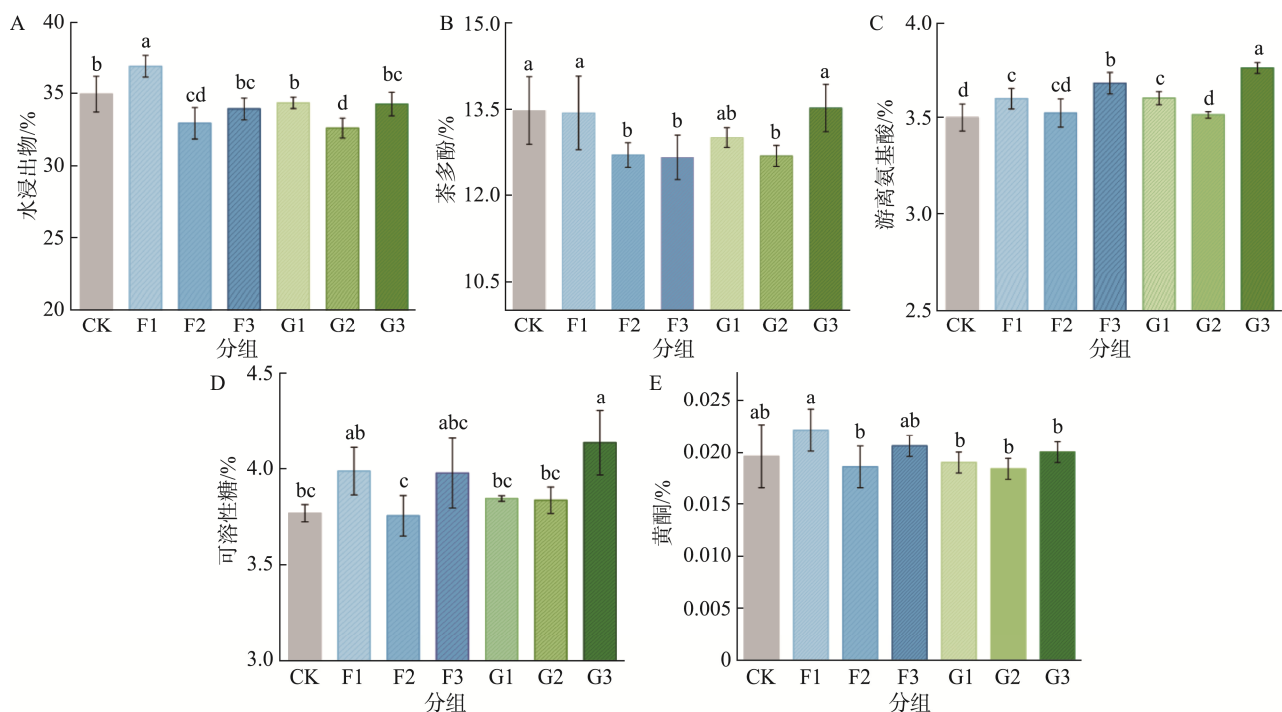 A
水浸出物/%
40
35
30
25
20
b
a
cd
bc
b
d
bc
CK F1 F2 F3 G1 G2 G3
分组
B
茶多酚/%
15.0
13.5
12.0
10.5
a
a
b
b
ab
b
a
CK F1 F2 F3 G1 G2 G3
分组
C
游离氨基酸/%
4.0
3.5
3.0
2.5
d
c
cd
b
c
d
a
CK F1 F2 F3 G1 G2 G3
分组
D
可溶性糖/%
4.5
4.0
3.5
3.0
bc
ab
c
abc
bc
bc
a
CK F1 F2 F3 G1 G2 G3
分组
E
黄酮/%
0.025
0.020
0.015
0.010
0.005
0
ab
a
b
ab
b
b
b
CK F1 F2 F3 G1 G2 G3
分组